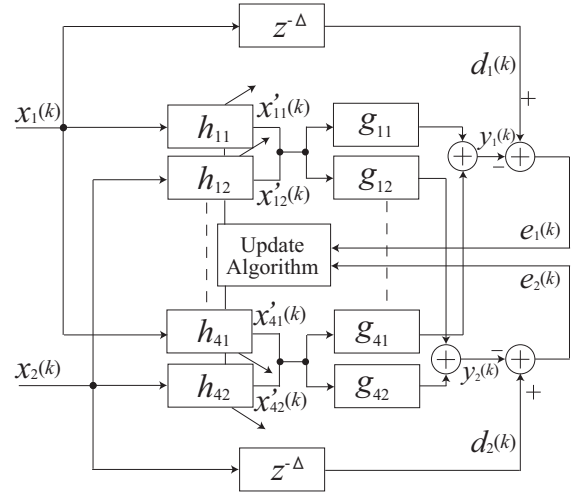 z^{-Δ}
d₁(k)
+
x₁(k)
h₁₁
x'₁₁(k)
g₁₁
y₁(k)
+
−
+
h₁₂
x'₁₂(k)
g₁₂
Update
Algorithm
e₁(k)
e₂(k)
h₄₁
x'₄₁(k)
g₄₁
x₂(k)
h₄₂
x'₄₂(k)
g₄₂
+
y₂(k)
−
+
+
d₂(k)
z^{-Δ}